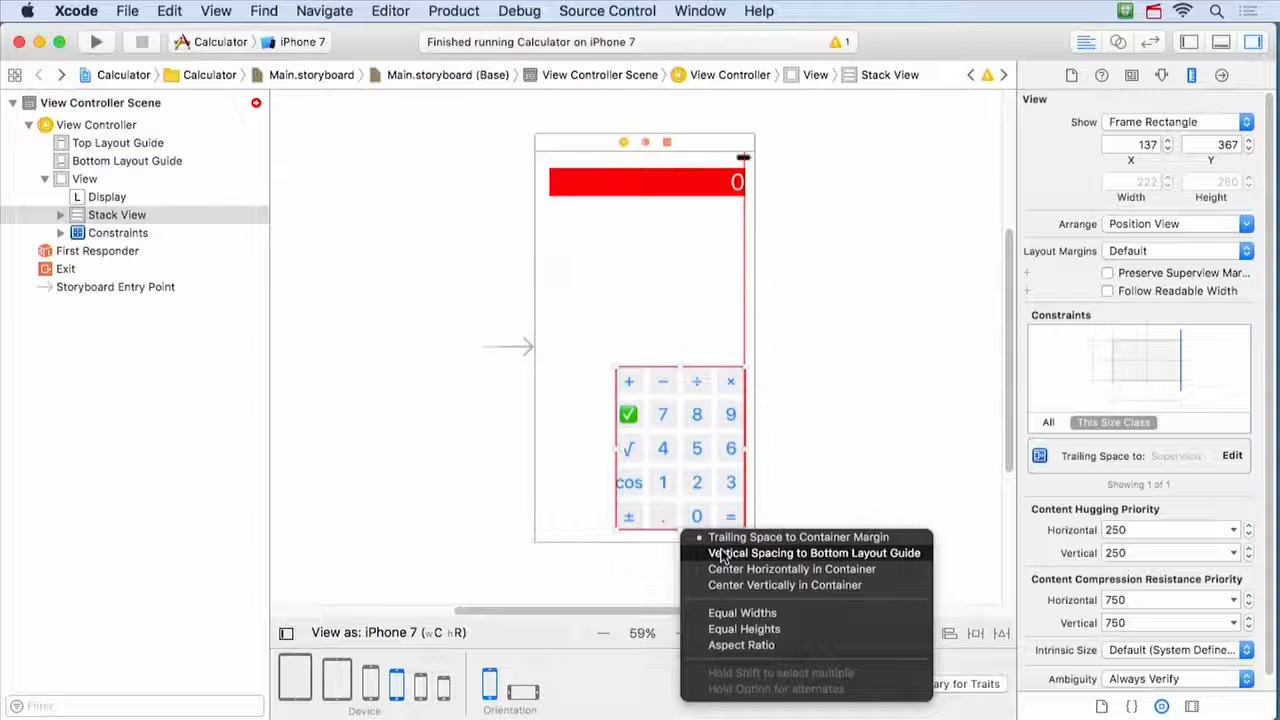 Xcode File Edit View Find Navigate Editor Product Debug Source Control Window Help
Calculator iPhone 7
Finished running Calculator on iPhone 7
1
Calculator Calculator Main.storyboard Main.storyboard (Base) View Controller Scene View Controller View Stack View
View Controller Scene
View Controller
Top Layout Guide
Bottom Layout Guide
View
L Display
Stack View
Constraints
First Responder
Exit
Storyboard Entry Point
Filter
0
+ − ÷ ×
7 8 9
√ 4 5 6
cos 1 2 3
± . 0 =
Trailing Space to Container Margin
Vertical Spacing to Bottom Layout Guide
Center Horizontally in Container
Center Vertically in Container
Equal Widths
Equal Heights
Aspect Ratio
Hold Shift to select multiple
Hold Option for alternates
View as: iPhone 7 (wC hR)
— 59%
Device
Orientation
ary for Traits
View
Show Frame Rectangle
137 367
X Y
222 280
Width Height
Arrange Position View
Layout Margins Default
Preserve Superview Mar...
Follow Readable Width
Constraints
All This Size Class
Trailing Space to: Superview Edit
Showing 1 of 1
Content Hugging Priority
Horizontal 250
Vertical 250
Content Compression Resistance Priority
Horizontal 750
Vertical 750
Intrinsic Size Default (System Define...
Ambiguity Always Verify
{ }